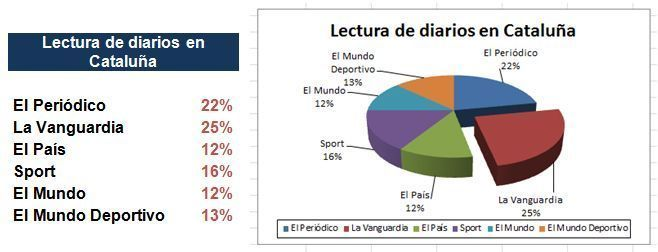 Lectura de diarios en
Cataluña
El Periódico 22%
La Vanguardia 25%
El País 12%
Sport 16%
El Mundo 12%
El Mundo Deportivo 13%
Lectura de diarios en Cataluña
El Periódico
22%
La Vanguardia
25%
El País
12%
Sport
16%
El Mundo
12%
El Mundo
Deportivo
13%
El Periódico La Vanguardia El País Sport El Mundo El Mundo Deportivo